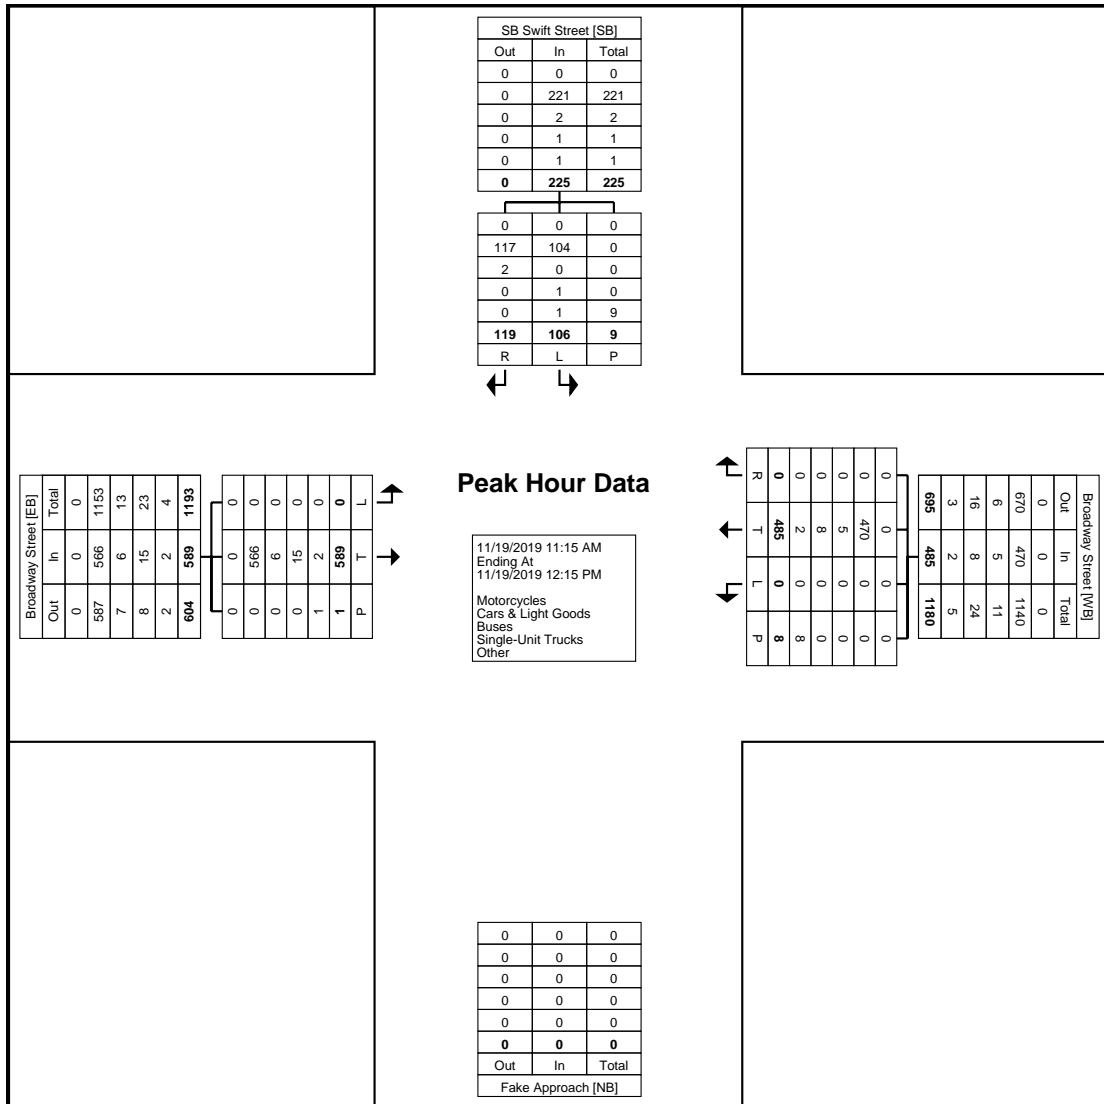 SB Swift Street [SB]
Out In Total
0 0 0
0 221 221
0 2 2
0 1 1
0 1 1
0 225 225
0 0 0
117 104 0
2 0 0
0 1 0
0 1 9
119 106 9
R L P
Broadway Street [EB]
Total In Out
0 0 0
1153 566 587
13 6 7
23 15 8
4 2 2
1193 589 604
0 0 0
0 566 0
0 6 0
0 15 0
0 2 1
0 589 1
L T P
Peak Hour Data
11/19/2019 11:15 AM
Ending At
11/19/2019 12:15 PM
Motorcycles
Cars & Light Goods
Buses
Single-Unit Trucks
Other
Broadway Street [WB]
Out In Total
0 0 0
670 470 1140
6 5 11
16 8 24
3 2 5
695 485 1180
0 0 0 0
0 470 0 0
0 5 0 0
0 8 0 0
0 2 0 8
0 485 0 8
R T L P
0 0 0
0 0 0
0 0 0
0 0 0
0 0 0
0 0 0
Out In Total
Fake Approach [NB]